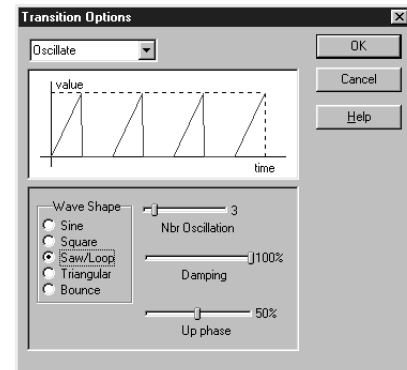 Transition Options
Oscillate
OK
Cancel
Help
value
time
Wave Shape
Sine
Square
Saw/Loop
Triangular
Bounce
3
Nbr Oscillation
100%
Damping
50%
Up phase